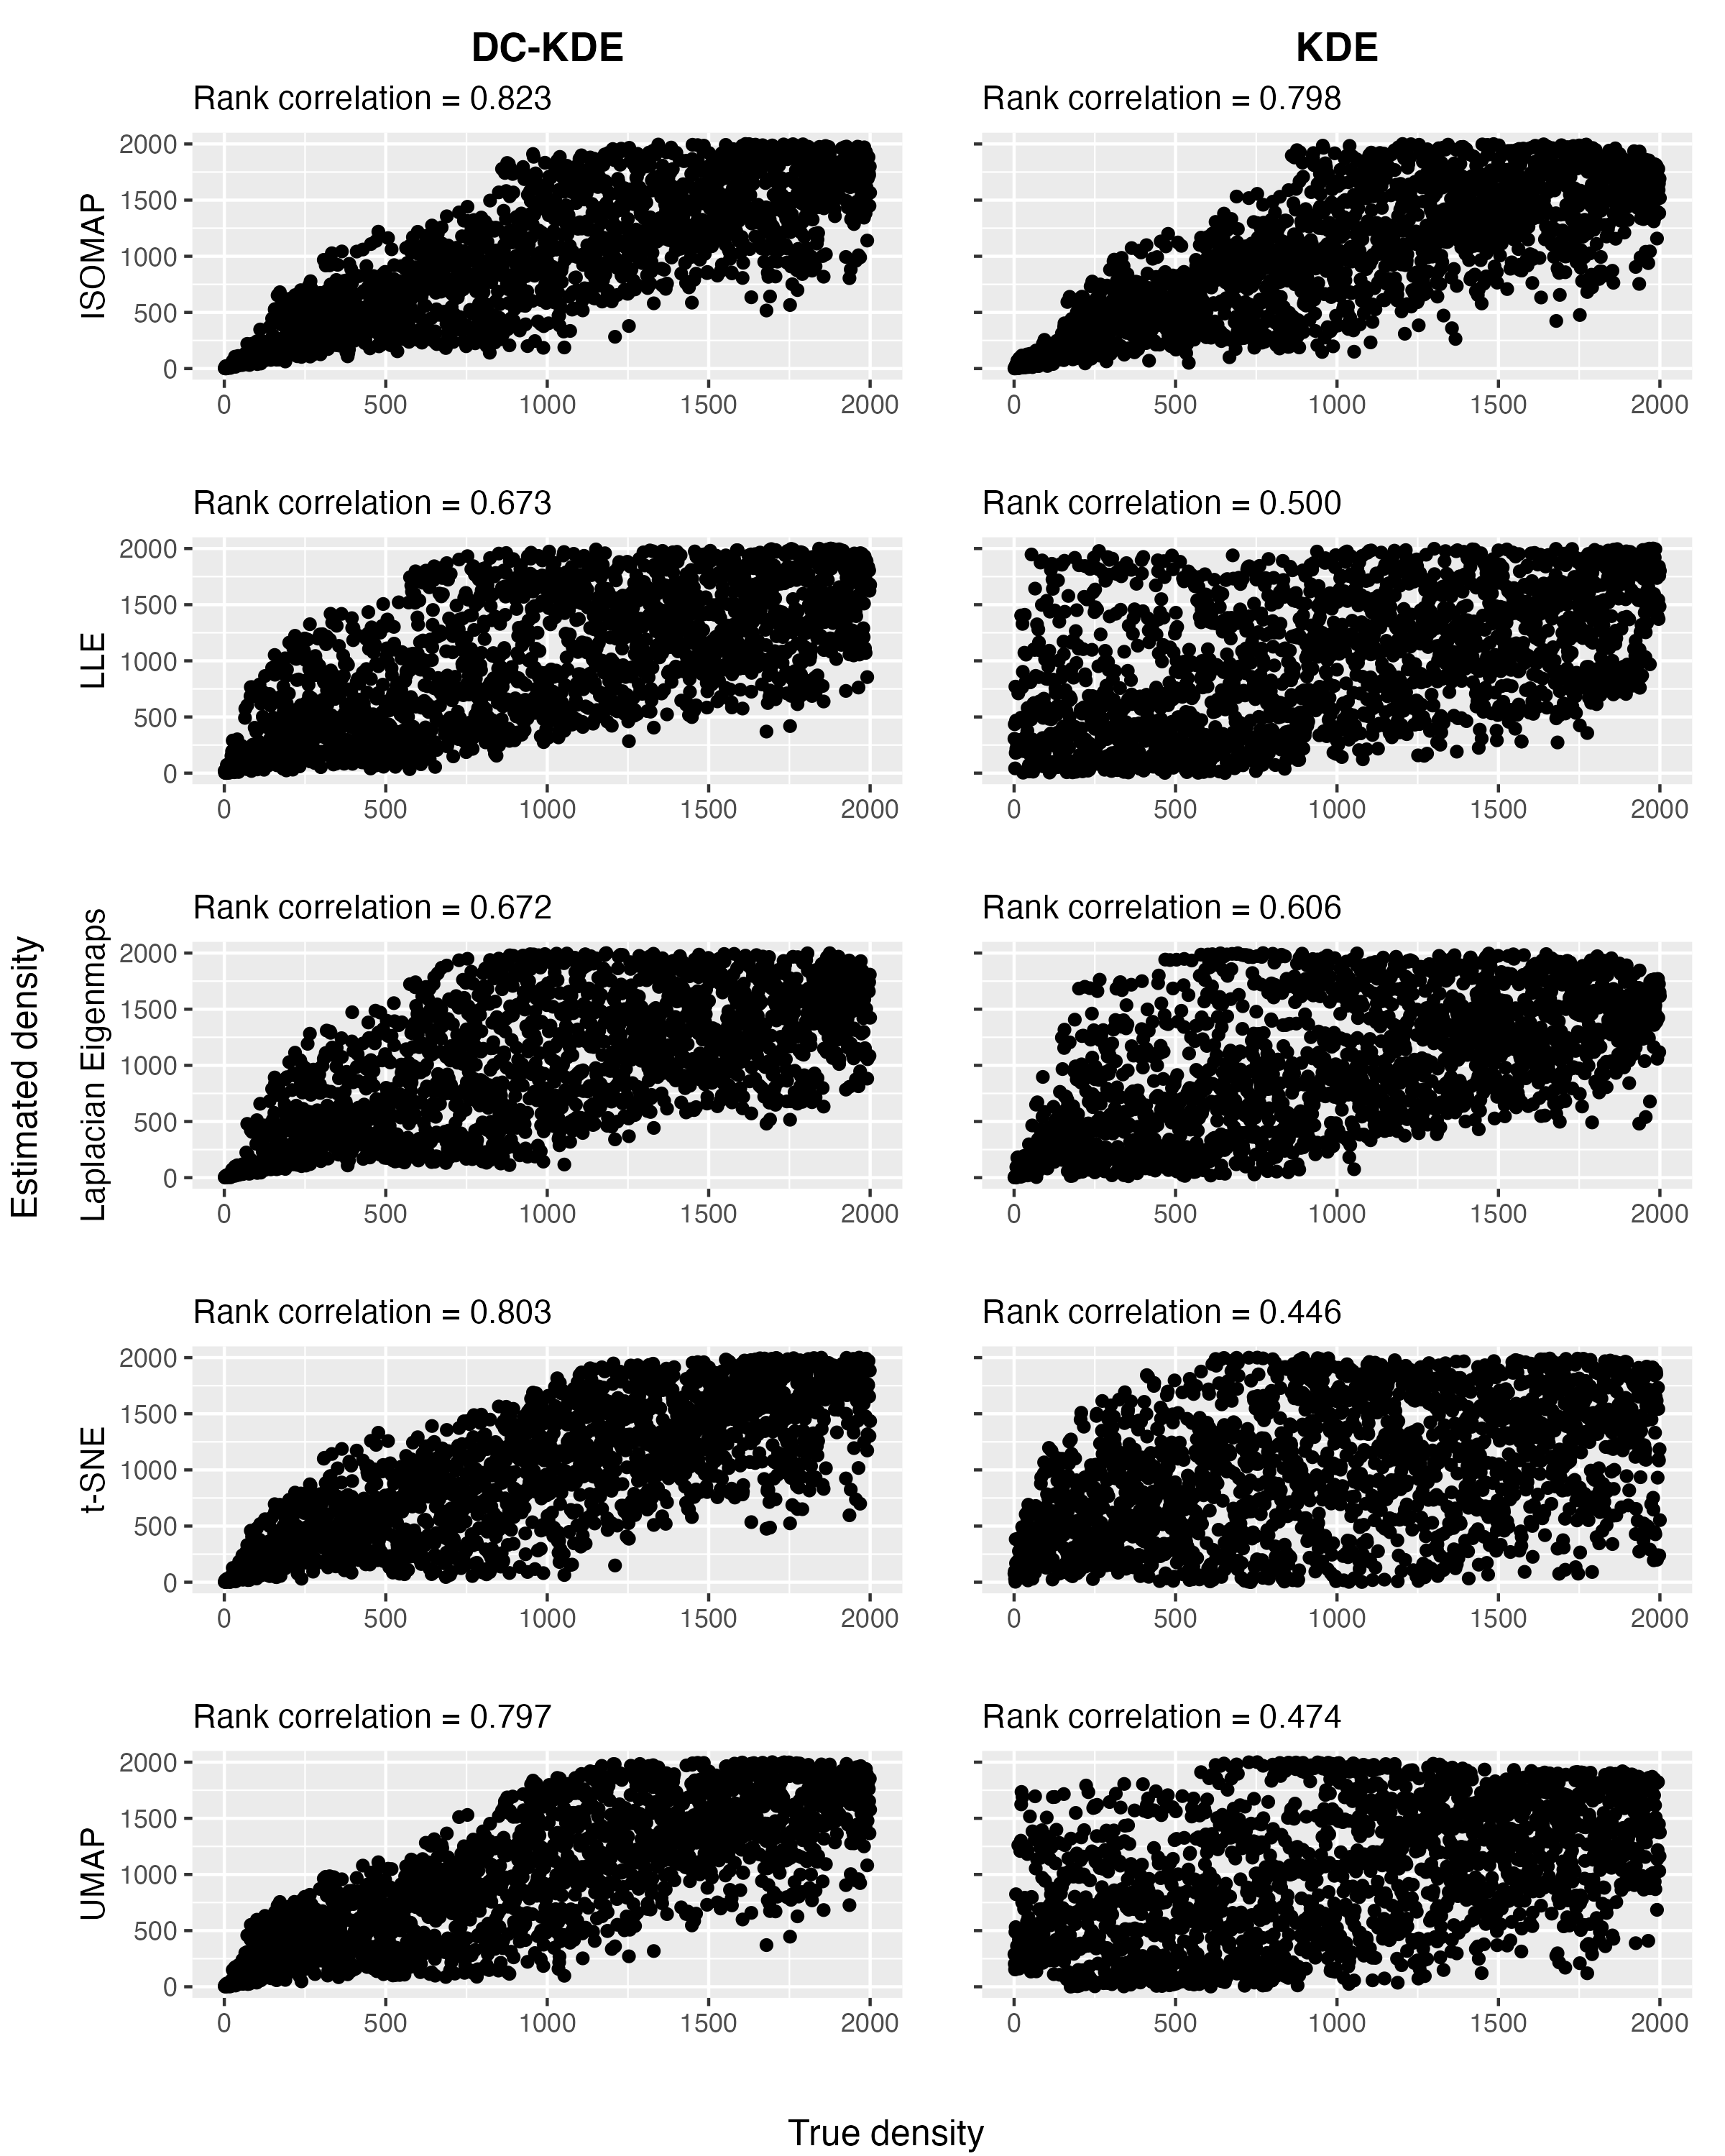 DC-KDE
KDE
Rank correlation = 0.823
Rank correlation = 0.798
ISOMAP
2000
1500
1000
500
0
0 500 1000 1500 2000
0 500 1000 1500 2000
Rank correlation = 0.673
Rank correlation = 0.500
LLE
2000
1500
1000
500
0
0 500 1000 1500 2000
0 500 1000 1500 2000
Estimated density
Rank correlation = 0.672
Rank correlation = 0.606
Laplacian Eigenmaps
2000
1500
1000
500
0
0 500 1000 1500 2000
0 500 1000 1500 2000
Rank correlation = 0.803
Rank correlation = 0.446
t-SNE
2000
1500
1000
500
0
0 500 1000 1500 2000
0 500 1000 1500 2000
Rank correlation = 0.797
Rank correlation = 0.474
UMAP
2000
1500
1000
500
0
0 500 1000 1500 2000
0 500 1000 1500 2000
True density